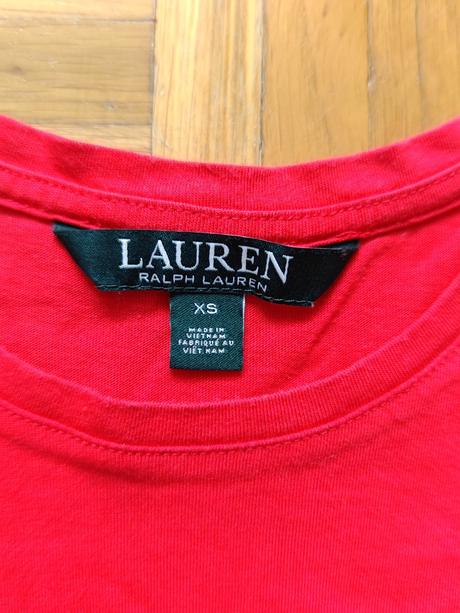 LAUREN
RALPH LAUREN
XS
MADE IN
VIETNAM
FABRIQUÉ AU
VIÊT NAM